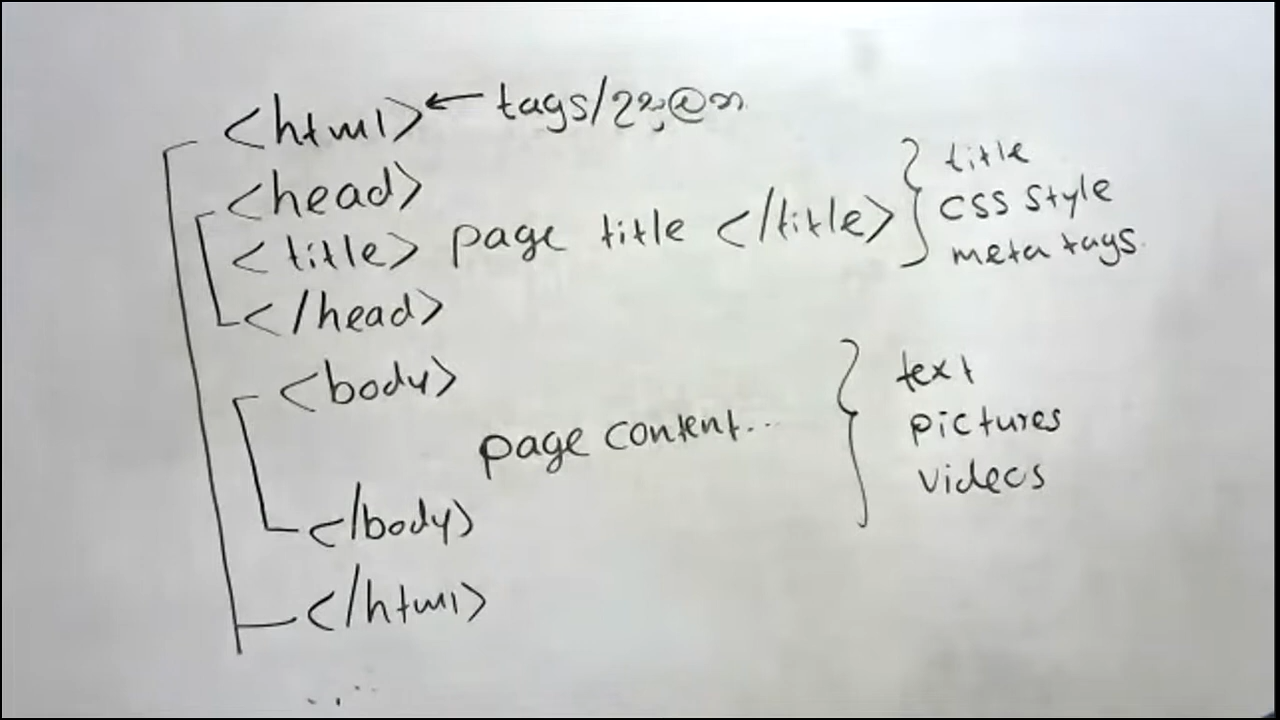 <html> ← tags/
<head>
<title> page title </title>
</head>
<body>
page content...
</body>
</html>
title
css style
meta tags
text
pictures
videos